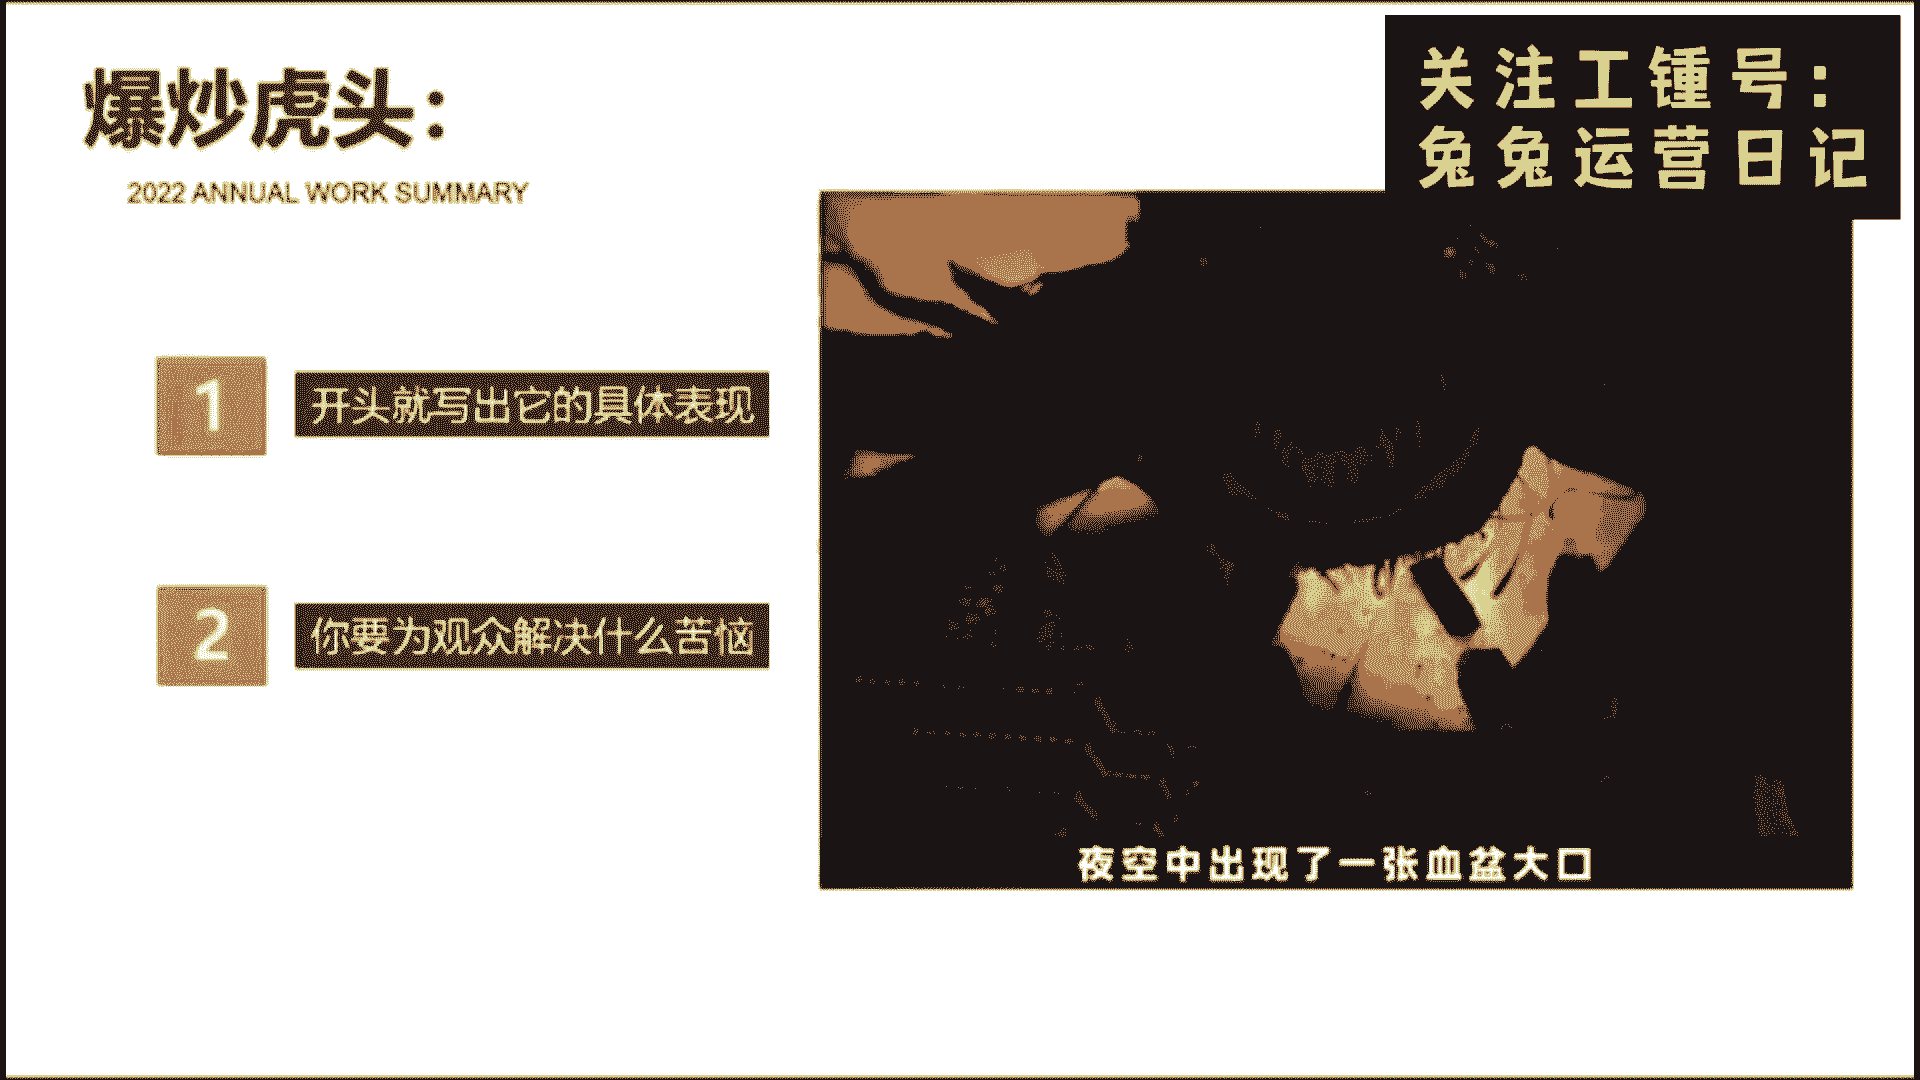 爆炒虎头：
2022 ANNUAL WORK SUMMARY
关注工锺号：
兔兔运营日记
1 开头就写出它的具体表现
2 你要为观众解决什么苦恼
夜空中出现了一张血盆大口